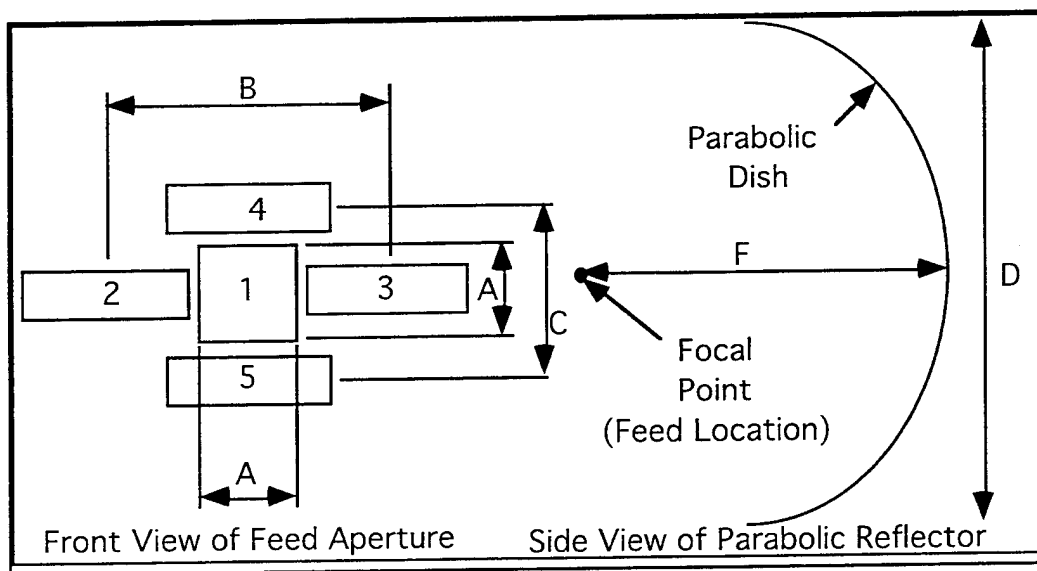 B
4
2
1
3
A
C
5
A
Front View of Feed Aperture
Parabolic
Dish
F
D
Focal
Point
(Feed Location)
Side View of Parabolic Reflector